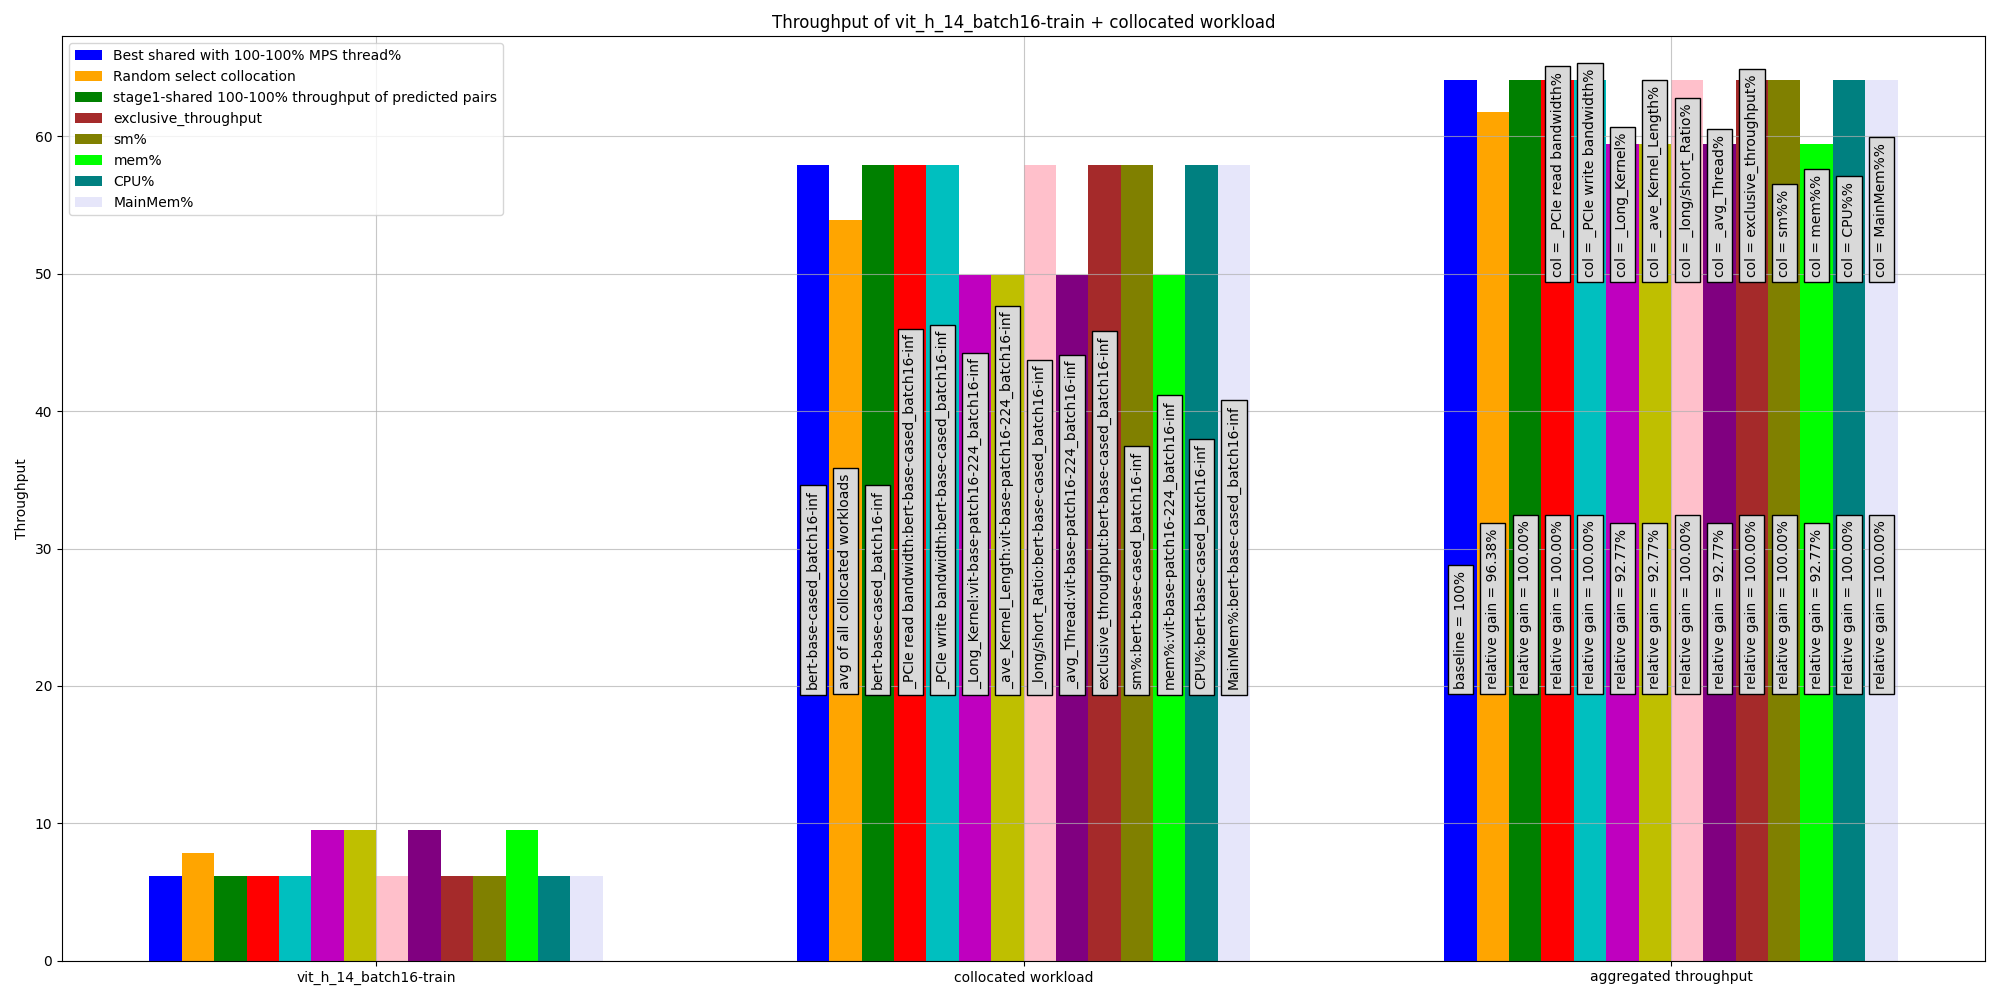 Throughput of vit_h_14_batch16-train + collocated workload
Best shared with 100-100% MPS thread%
Random select collocation
stage1-shared 100-100% throughput of predicted pairs
exclusive_throughput
sm%
mem%
CPU%
MainMem%
Throughput
60
50
40
30
20
10
0
bert-base-cased_batch16-inf
avg of all collocated workloads
bert-base-cased_batch16-inf
_PCIe read bandwidth:bert-base-cased_batch16-inf
_PCIe write bandwidth:bert-base-cased_batch16-inf
_Long_Kernel:vit-base-patch16-224_batch16-inf
_ave_Kernel_Length:vit-base-patch16-224_batch16-inf
_long/short_Ratio:bert-base-cased_batch16-inf
_avg_Thread:vit-base-patch16-224_batch16-inf
exclusive_throughput:bert-base-cased_batch16-inf
sm%:bert-base-cased_batch16-inf
mem%:vit-base-patch16-224_batch16-inf
CPU%:bert-base-cased_batch16-inf
MainMem%:bert-base-cased_batch16-inf
col = _PCIe read bandwidth%
col = _PCIe write bandwidth%
col = _Long_Kernel%
col = _ave_Kernel_Length%
col = _long/short_Ratio%
col = _avg_Thread%
col = exclusive_throughput%
col = sm%%
col = mem%%
col = CPU%%
col = MainMem%%
baseline = 100%
relative gain = 96.38%
relative gain = 100.00%
relative gain = 100.00%
relative gain = 100.00%
relative gain = 92.77%
relative gain = 92.77%
relative gain = 100.00%
relative gain = 92.77%
relative gain = 100.00%
relative gain = 100.00%
relative gain = 92.77%
relative gain = 100.00%
relative gain = 100.00%
vit_h_14_batch16-train
collocated workload
aggregated throughput